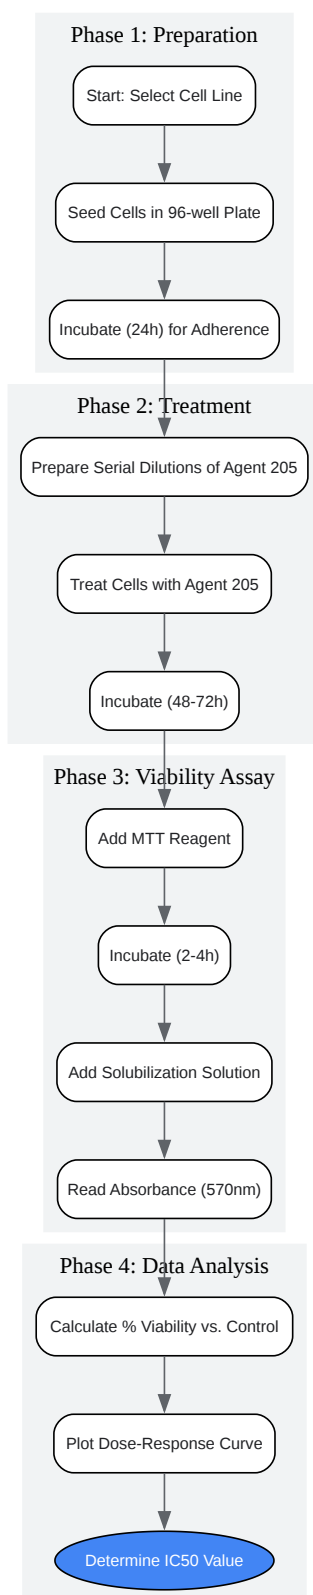 Phase 1: Preparation
Start: Select Cell Line
Seed Cells in 96-well Plate
Incubate (24h) for Adherence
Phase 2: Treatment
Prepare Serial Dilutions of Agent 205
Treat Cells with Agent 205
Incubate (48-72h)
Phase 3: Viability Assay
Add MTT Reagent
Incubate (2-4h)
Add Solubilization Solution
Read Absorbance (570nm)
Phase 4: Data Analysis
Calculate % Viability vs. Control
Plot Dose-Response Curve
Determine IC50 Value